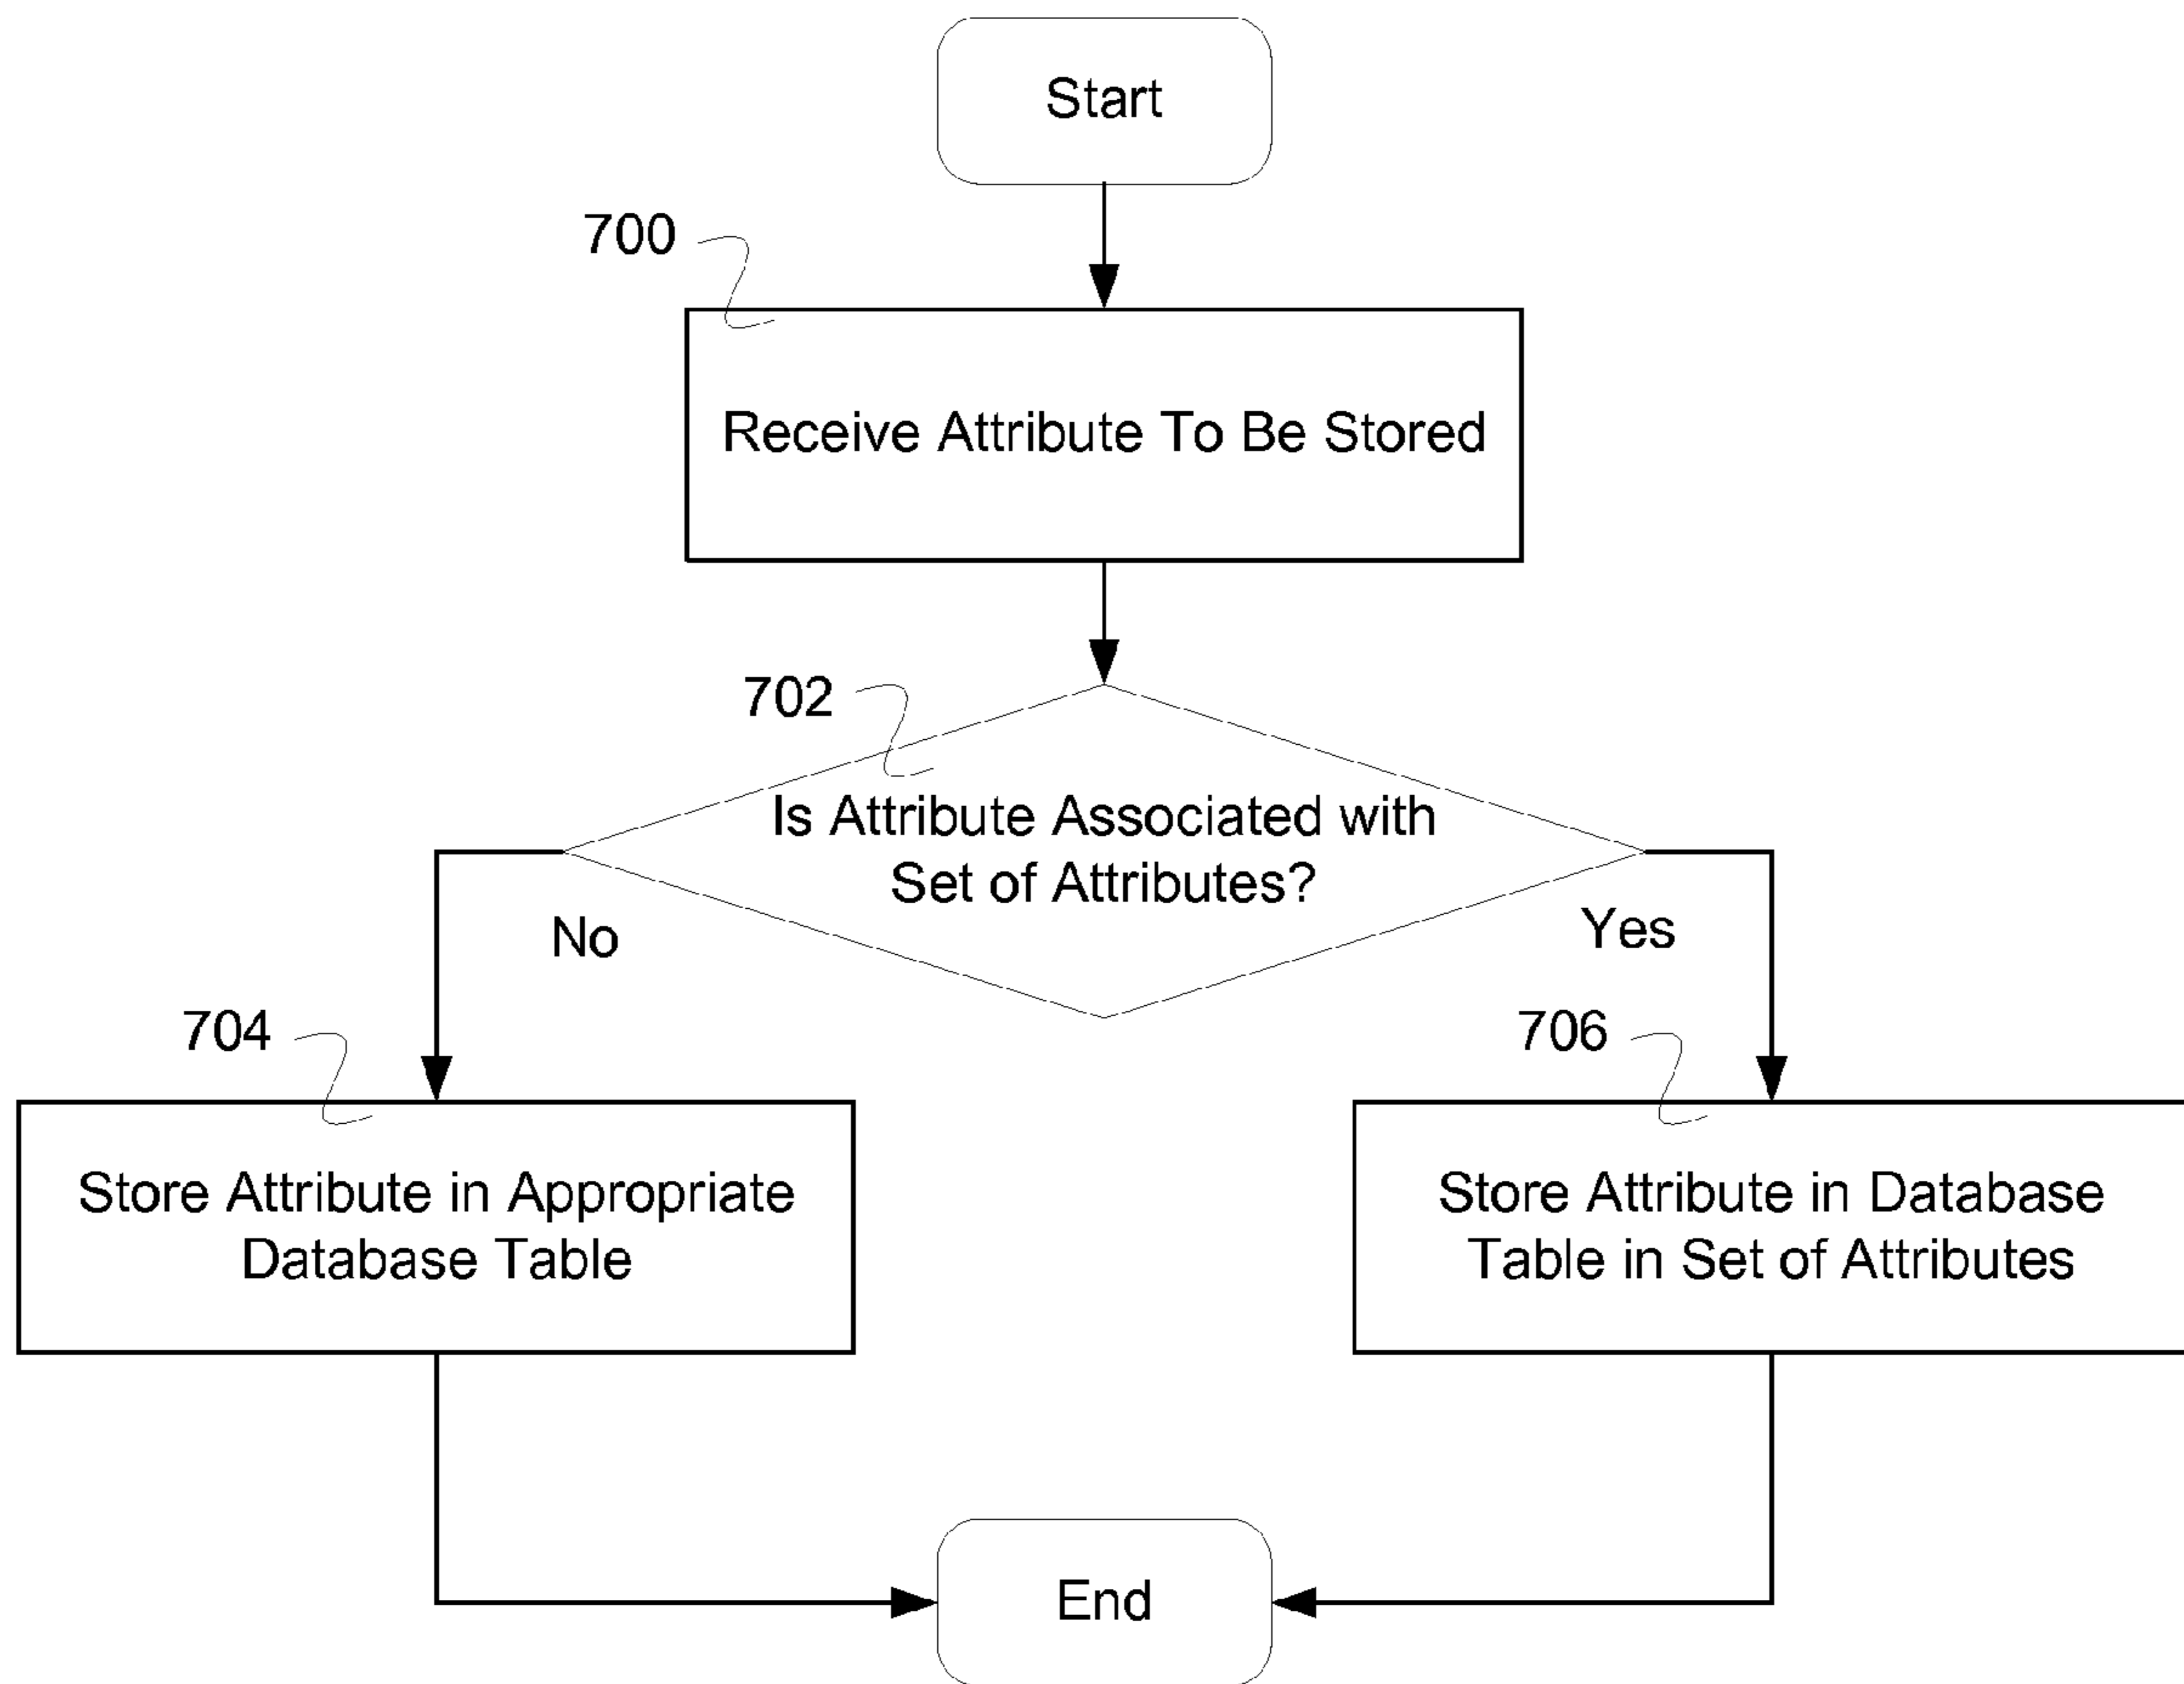 Start
700
Receive Attribute To Be Stored
702
Is Attribute Associated with
Set of Attributes?
No
Yes
704
706
Store Attribute in Appropriate
Database Table
Store Attribute in Database
Table in Set of Attributes
End